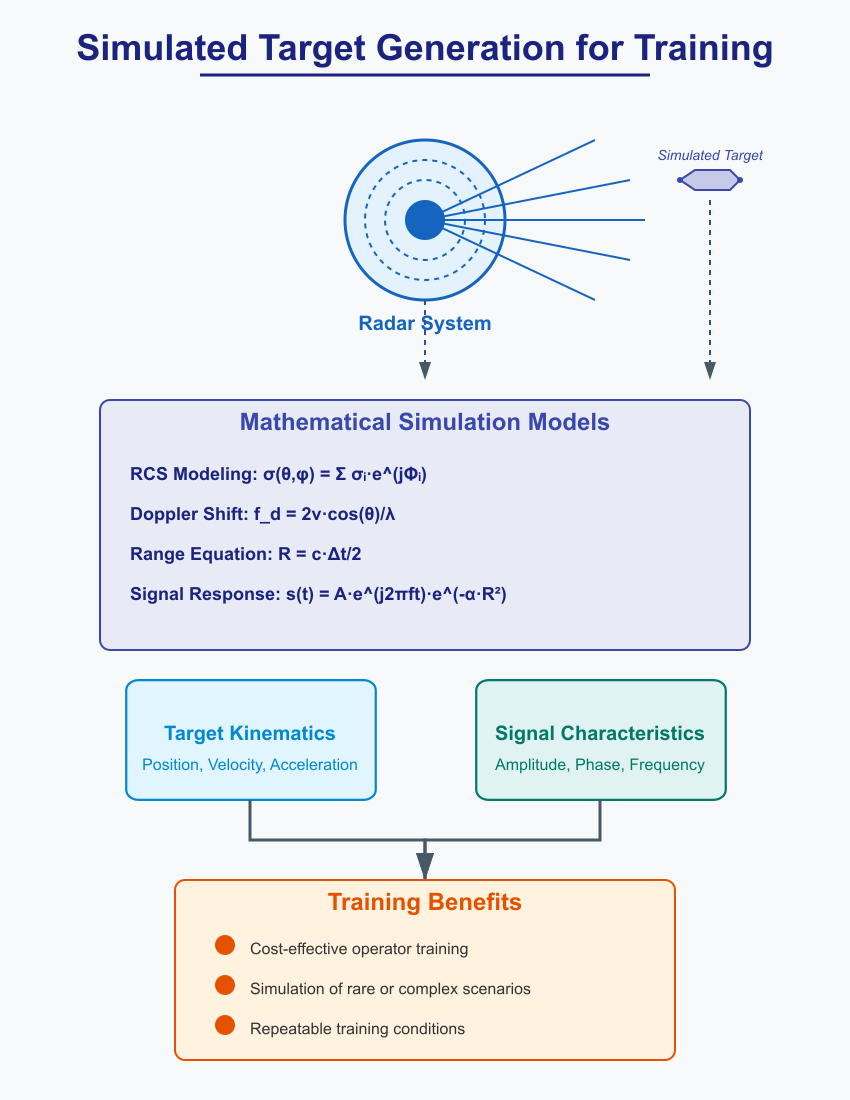 Simulated Target Generation for Training
Simulated Target
Radar System
Mathematical Simulation Models
RCS Modeling: σ(θ,φ) = Σ σᵢ·e^(jΦᵢ)
Doppler Shift: f_d = 2v·cos(θ)/λ
Range Equation: R = c·Δt/2
Signal Response: s(t) = A·e^(j2πft)·e^(-α·R²)
Target Kinematics
Position, Velocity, Acceleration
Signal Characteristics
Amplitude, Phase, Frequency
Training Benefits
Cost-effective operator training
Simulation of rare or complex scenarios
Repeatable training conditions